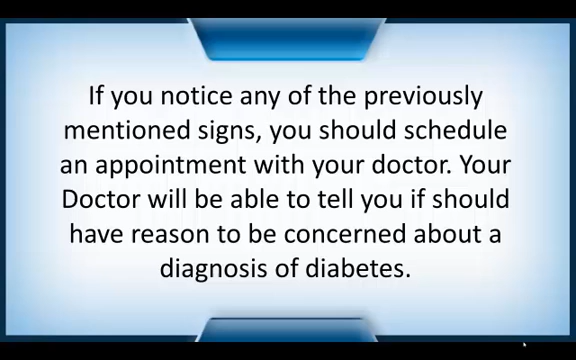 If you notice any of the previously
mentioned signs, you should schedule
an appointment with your doctor. Your
Doctor will be able to tell you if should
have reason to be concerned about a
diagnosis of diabetes.